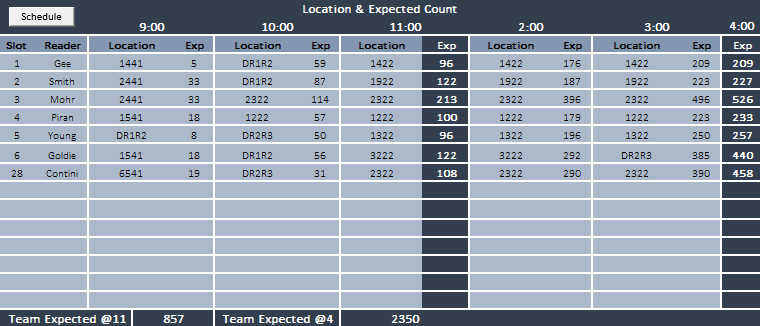 Location & Expected Count
Schedule
9:00 10:00 11:00 2:00 3:00 4:00
Slot Reader Location Exp Location Exp Location Exp Location Exp Location Exp Exp
1 Gee 1441 5 DR1R2 59 1422 96 1422 176 1422 209 209
2 Smith 2441 33 DR1R2 87 1922 122 1922 187 1922 223 227
3 Mohr 2441 33 2322 114 2322 213 2322 396 2322 496 526
4 Piran 1541 18 1222 57 1222 100 1222 179 1222 223 233
5 Young DR1R2 8 DR2R3 50 1322 96 1322 196 1322 250 257
6 Goldie 1541 18 DR1R2 56 3222 122 3222 292 DR2R3 385 440
28 Contini 6541 19 DR2R3 31 2322 108 2322 290 2322 390 458
Team Expected @11 857 Team Expected @4 2350